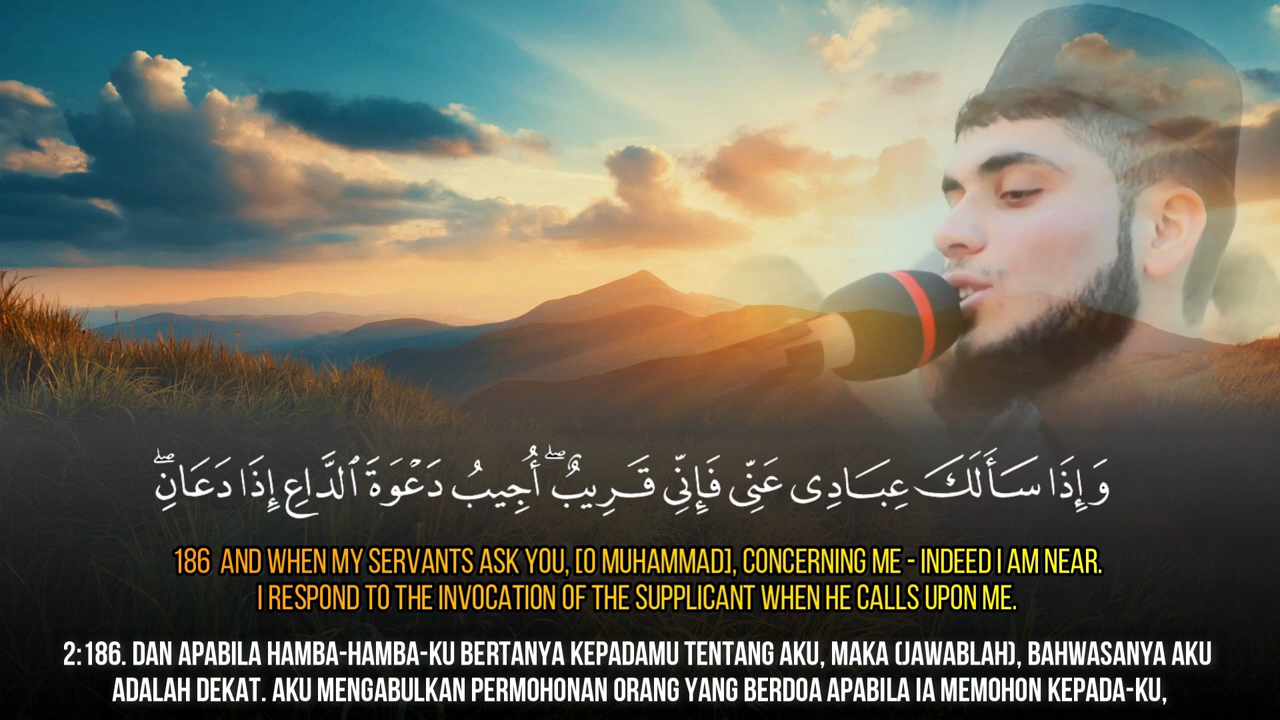 وَإِذَا سَأَلَكَ عِبَادِى عَنِّى فَإِنِّى قَرِيبٌ ۖ أُجِيبُ دَعْوَةَ ٱلدَّاعِ إِذَا دَعَانِ ۖ
186 AND WHEN MY SERVANTS ASK YOU, [O MUHAMMAD], CONCERNING ME - INDEED I AM NEAR.
I RESPOND TO THE INVOCATION OF THE SUPPLICANT WHEN HE CALLS UPON ME.
2:186. DAN APABILA HAMBA-HAMBA-KU BERTANYA KEPADAMU TENTANG AKU, MAKA (JAWABLAH), BAHWASANYA AKU
ADALAH DEKAT. AKU MENGABULKAN PERMOHONAN ORANG YANG BERDOA APABILA IA MEMOHON KEPADA-KU,